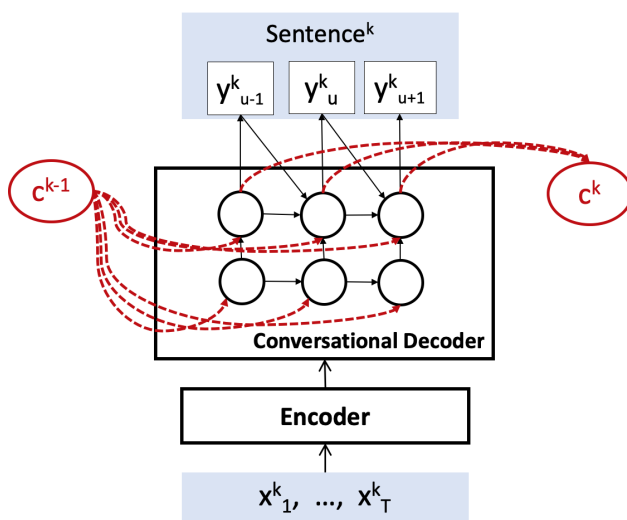 Sentence^k
y^k_{u-1} y^k_u y^k_{u+1}
c^{k-1}
c^k
Conversational Decoder
Encoder
x^k_1, ..., x^k_T